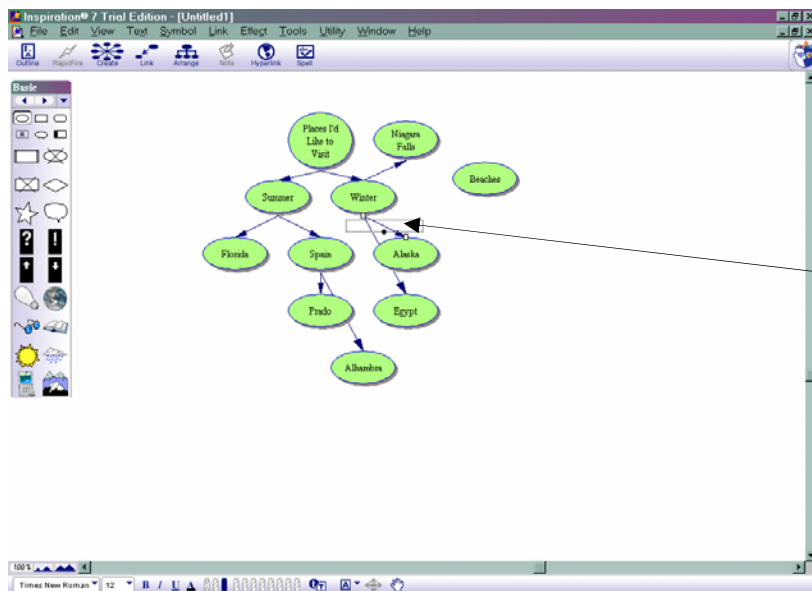 Inspiration® 7 Trial Edition - [Untitled1]
File Edit View Text Symbol Link Effect Tools Utility Window Help
Outline RapidFire Create Link Arrange Note Hyperlink Spell
Basic
Places I'd
Like to
Visit
Niagara
Falls
Beaches
Summer
Winter
Florida
Spain
Alaska
Prado
Egypt
Alhambra
100%
Times New Roman 12 B I U A